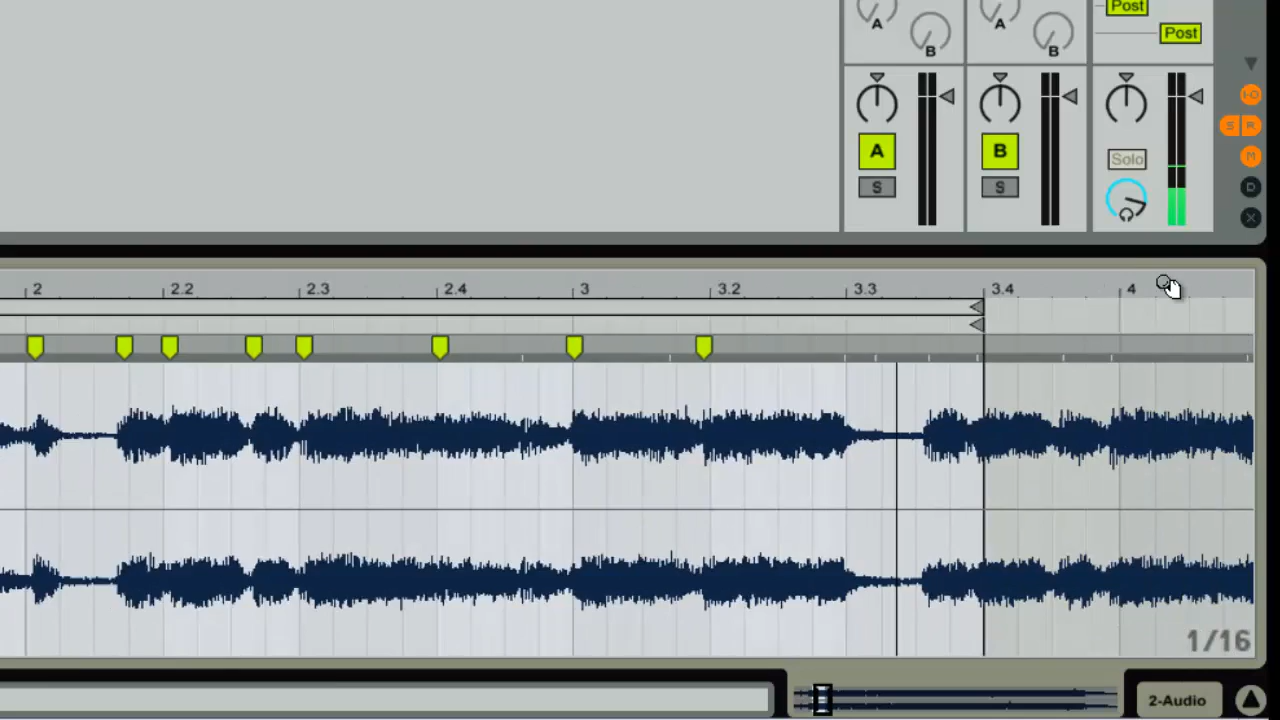 Post
A A
B B Post
I·O
S R
A B Solo M
S S D
X
2 2.2 2.3 2.4 3 3.2 3.3 3.4 4
1/16
2-Audio